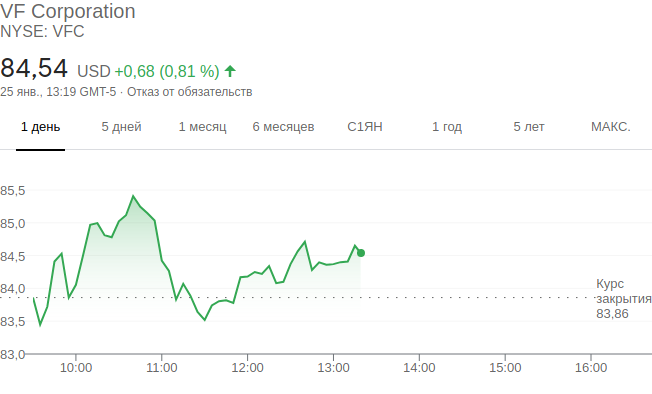 VF Corporation
NYSE: VFC
84,54 USD +0,68 (0,81 %)
25 янв., 13:19 GMT-5 · Отказ от обязательств
1 день 5 дней 1 месяц 6 месяцев С1ЯН 1 год 5 лет МАКС.
85,5
85,0
84,5
84,0
83,5
83,0
Курс
закрытия
83,86
10:00 11:00 12:00 13:00 14:00 15:00 16:00